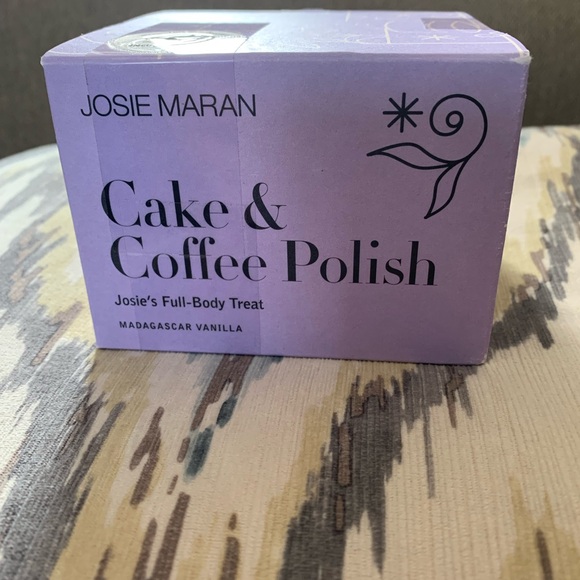 JOSIE MARAN
Cake &
Coffee Polish
Josie's Full-Body Treat
MADAGASCAR VANILLA